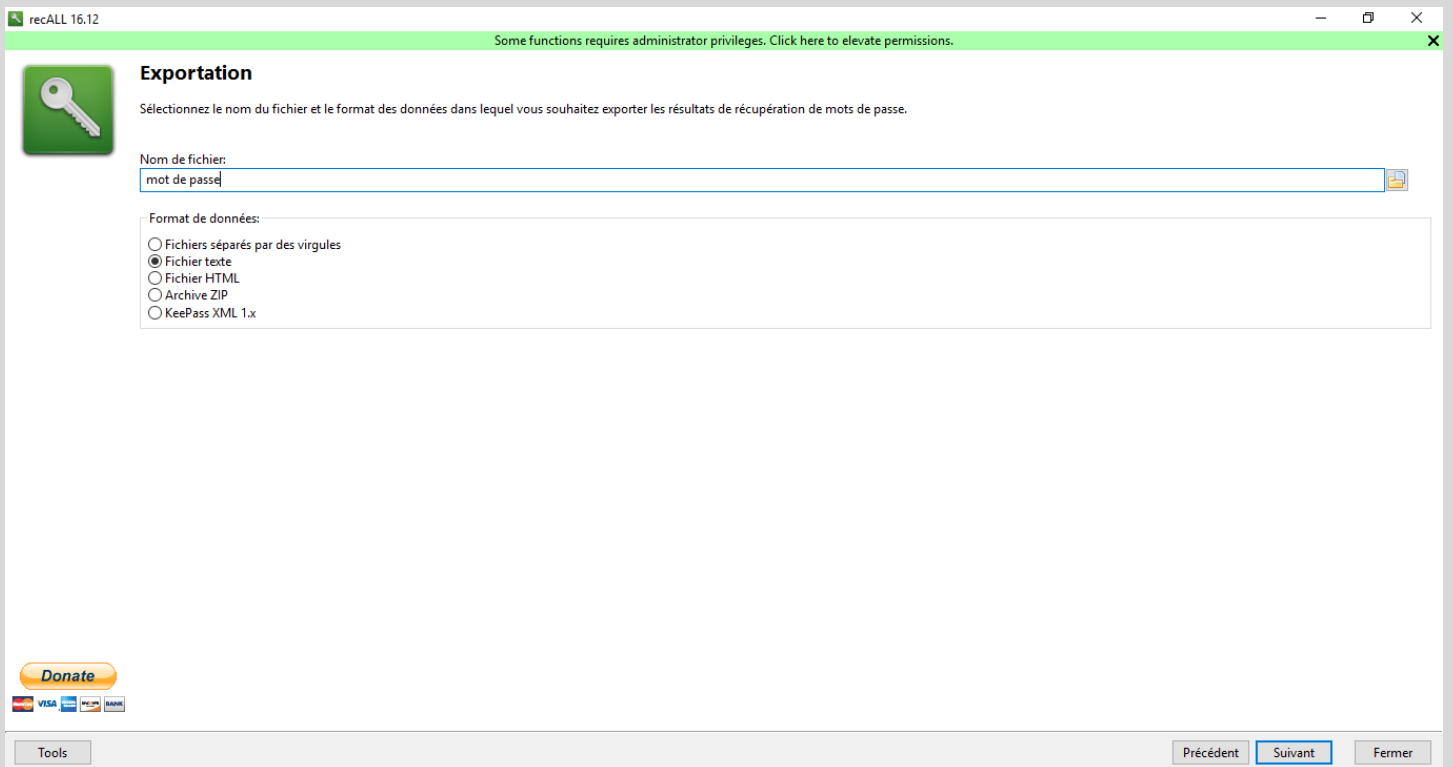 recALL 16.12
Some functions requires administrator privileges. Click here to elevate permissions.
Exportation
Sélectionnez le nom du fichier et le format des données dans lequel vous souhaitez exporter les résultats de récupération de mots de passe.
Nom de fichier:
mot de passe
Format de données:
Fichiers séparés par des virgules
Fichier texte
Fichier HTML
Archive ZIP
KeePass XML 1.x
Donate
VISA
BANK
Tools
Précédent
Suivant
Fermer